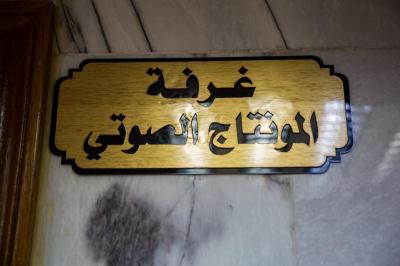 غرفة
المونتاج الصوتي